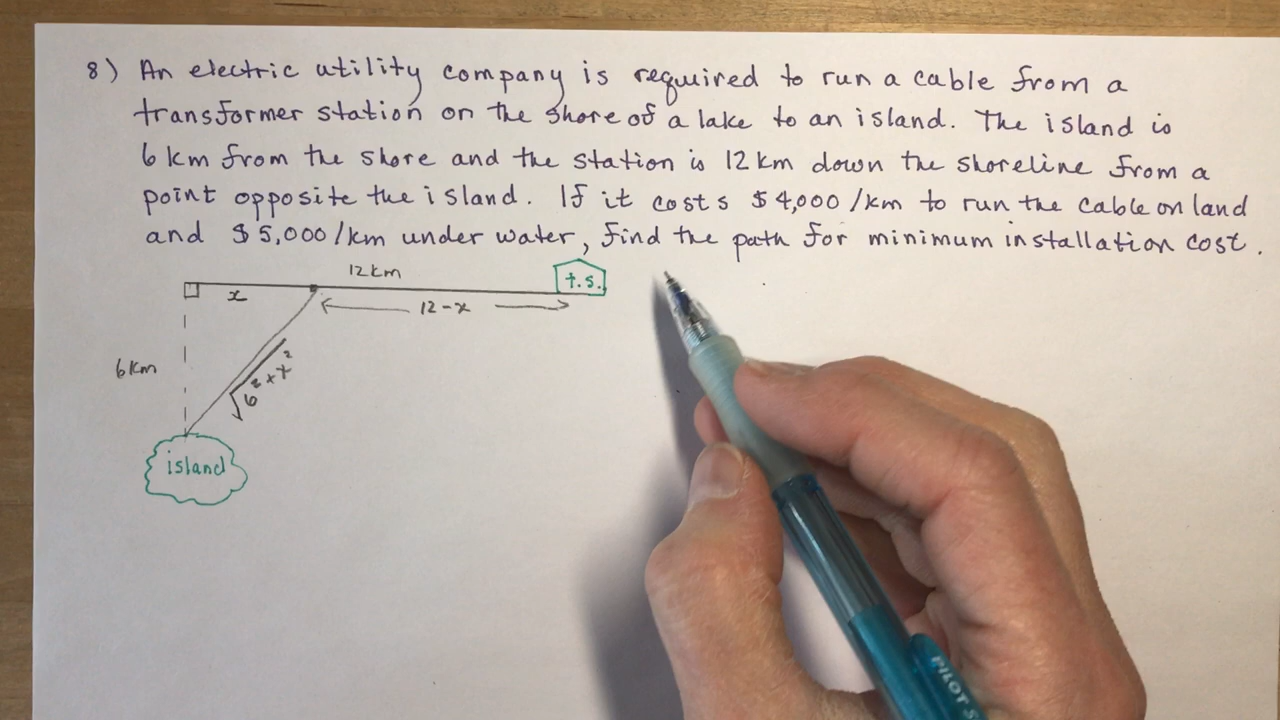 8) An electric utility company is required to run a cable from a
transformer station on the shore of a lake to an island. The island is
6 km from the shore and the station is 12 km down the shoreline from a
point opposite the island. If it costs $4,000/km to run the cable on land
and $5,000/km under water, find the path for minimum installation cost.
12 km
t.s.
x
12-x
6 km
√6²+x²
island
PILOT S